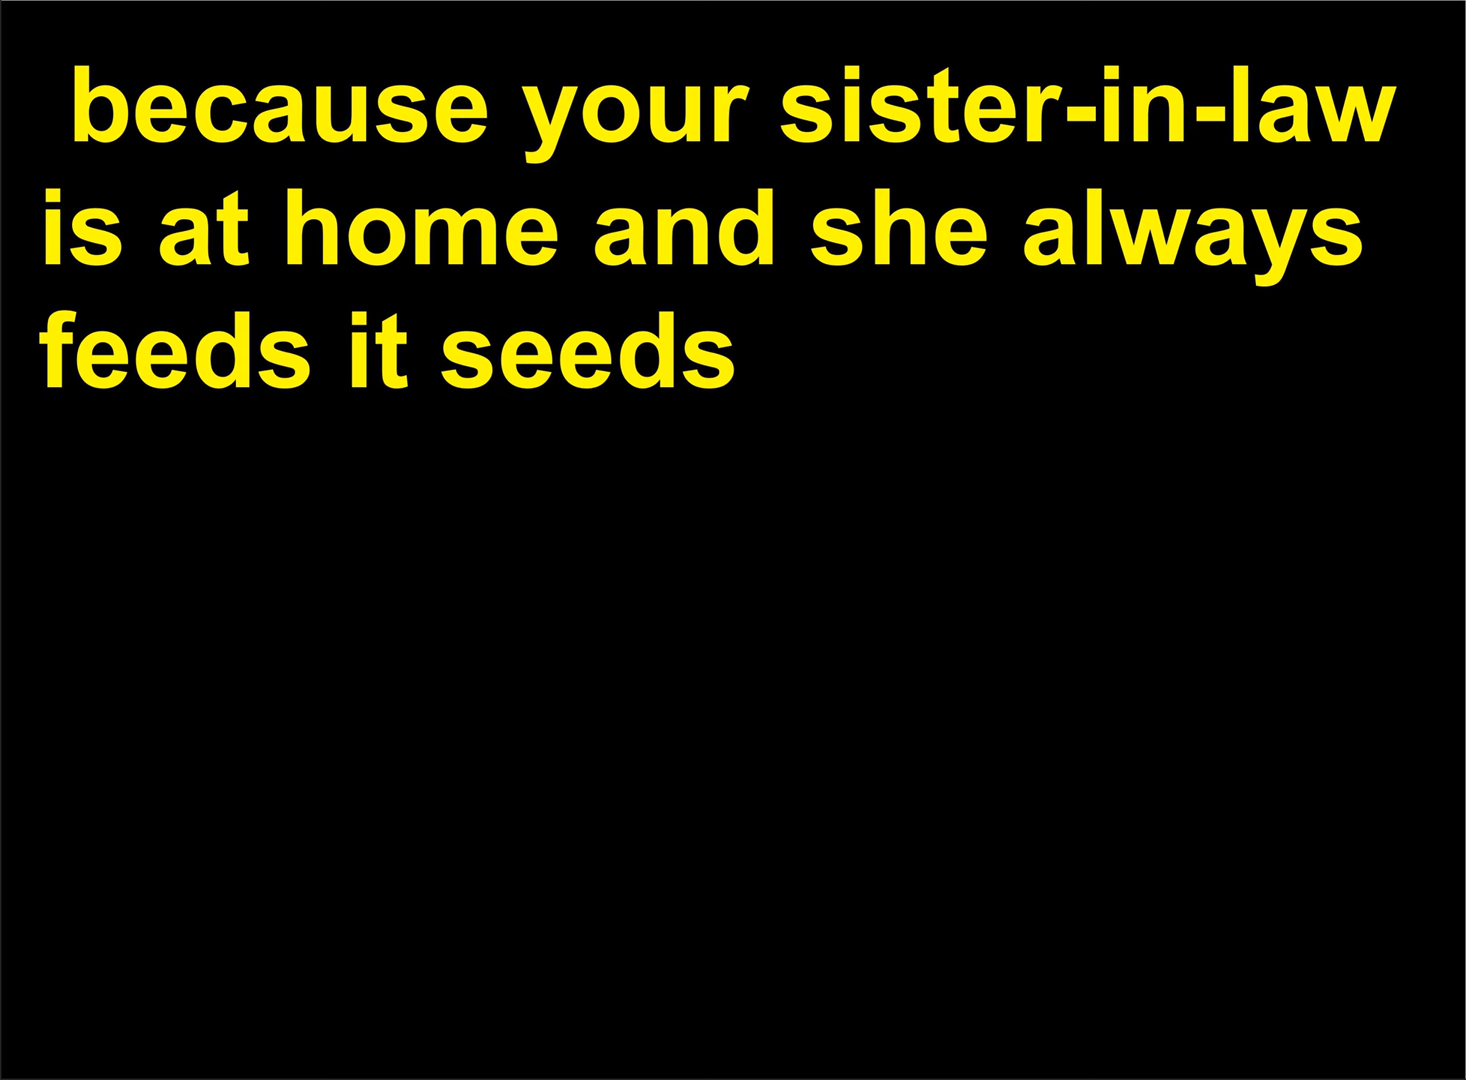 because your sister-in-law
is at home and she always
feeds it seeds